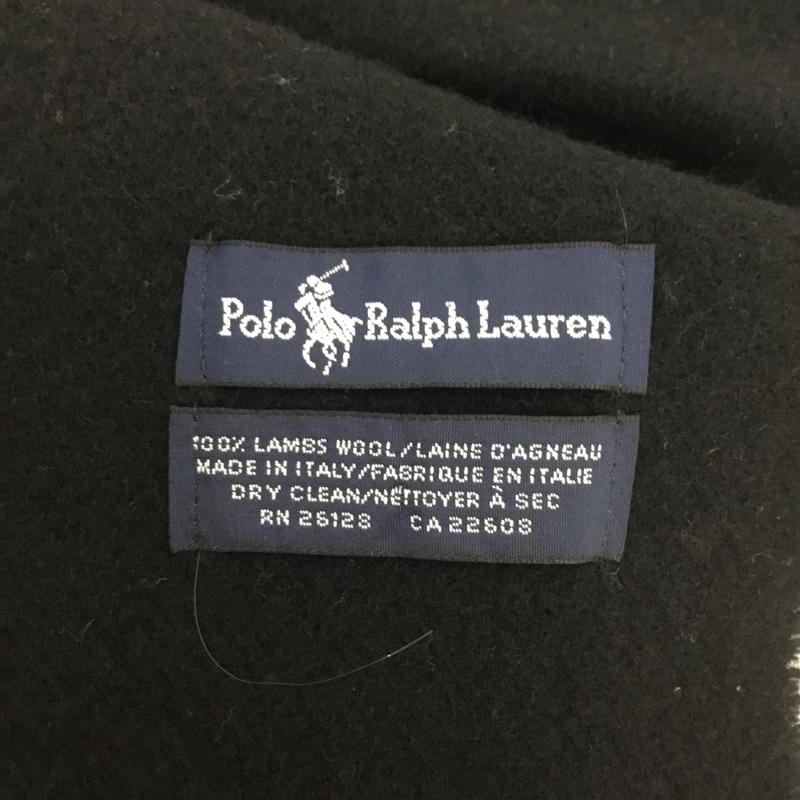 Polo Ralph Lauren
100% LAMBS WOOL/LAINE D'AGNEAU
MADE IN ITALY/FABRIQUE EN ITALIE
DRY CLEAN/NETTOYER À SEC
RN 26128 CA 22608